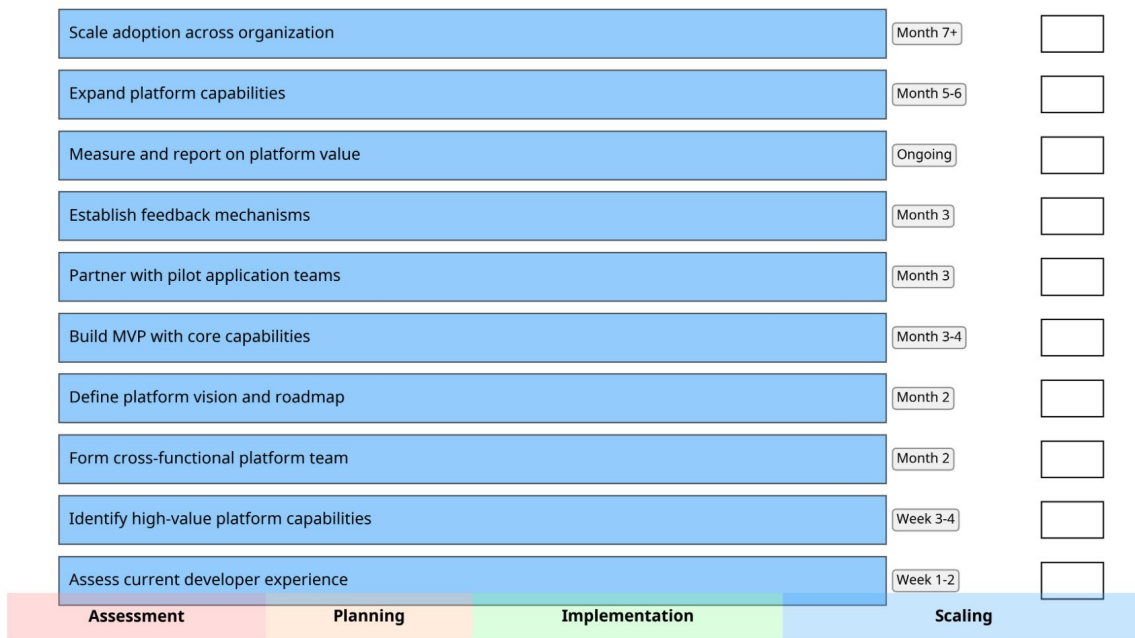 Scale adoption across organization Month 7+
Expand platform capabilities Month 5-6
Measure and report on platform value Ongoing
Establish feedback mechanisms Month 3
Partner with pilot application teams Month 3
Build MVP with core capabilities Month 3-4
Define platform vision and roadmap Month 2
Form cross-functional platform team Month 2
Identify high-value platform capabilities Week 3-4
Assess current developer experience Week 1-2
Assessment Planning Implementation Scaling